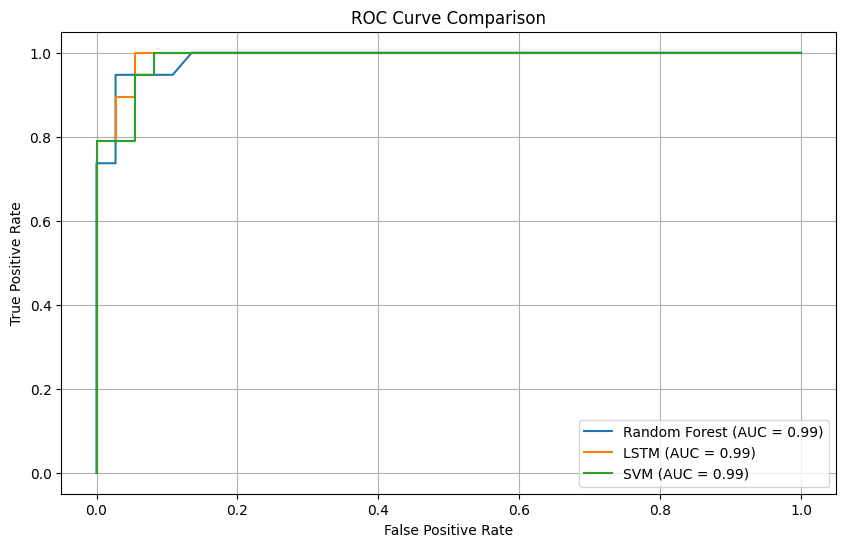 ROC Curve Comparison
True Positive Rate
1.0
0.8
0.6
0.4
0.2
0.0
Random Forest (AUC = 0.99)
LSTM (AUC = 0.99)
SVM (AUC = 0.99)
0.0 0.2 0.4 0.6 0.8 1.0
False Positive Rate